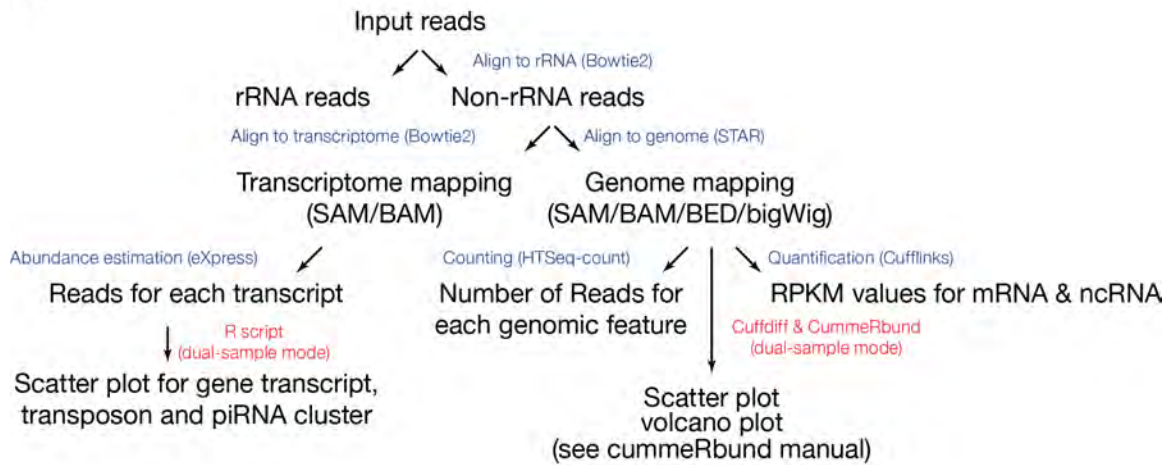 Input reads
Align to rRNA (Bowtie2)
rRNA reads
Non-rRNA reads
Align to transcriptome (Bowtie2)
Align to genome (STAR)
Transcriptome mapping
(SAM/BAM)
Genome mapping
(SAM/BAM/BED/bigWig)
Abundance estimation (eXpress)
Counting (HTSeq-count)
Quantification (Cufflinks)
Reads for each transcript
Number of Reads for
each genomic feature
RPKM values for mRNA & ncRNA
R script
(dual-sample mode)
Cuffdiff & CummeRbund
(dual-sample mode)
Scatter plot for gene transcript,
transposon and piRNA cluster
Scatter plot
volcano plot
(see cummeRbund manual)